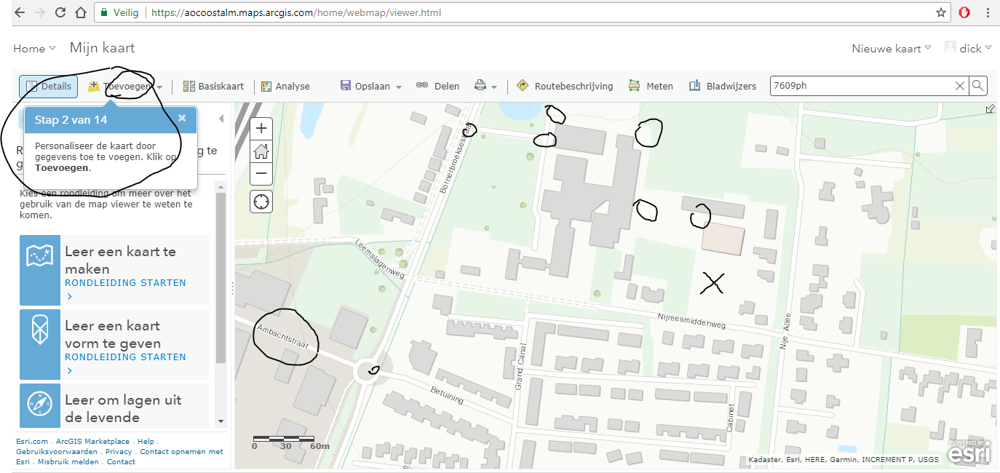 Veilig
https://aocoostalm.maps.arcgis.com/home/webmap/viewer.html
Home
Mijn kaart
Nieuwe kaart
dick
Details
Toevoegen
Basiskaart
Analyse
Opslaan
Delen
Routebeschrijving
Meten
Bladwijzers
7609ph
Stap 2 van 14
Personaliseer de kaart door
gegevens toe te voegen. Klik op
Toevoegen.
g te
Kies een rondleiding om meer over het
gebruik van de map viewer te weten te
komen.
Leer een kaart te
maken
RONDLEIDING STARTEN
>
Leer een kaart
vorm te geven
RONDLEIDING STARTEN
>
Leer om lagen uit
de levende
Esri.com . ArcGIS Marketplace . Help .
Gebruiksvoorwaarden . Privacy . Contact opnemen met
Esri . Misbruik melden . Contact
Bornerbroeksestraat
Leemslagenweg
Ambachtstraat
Nijreesmiddenweg
Nije Allee
Grand Canal
Betuining
Cabinet
0 30 60m
Kadaster, Esri, HERE, Garmin, INCREMENT P, USGS
POWERED BY
esri